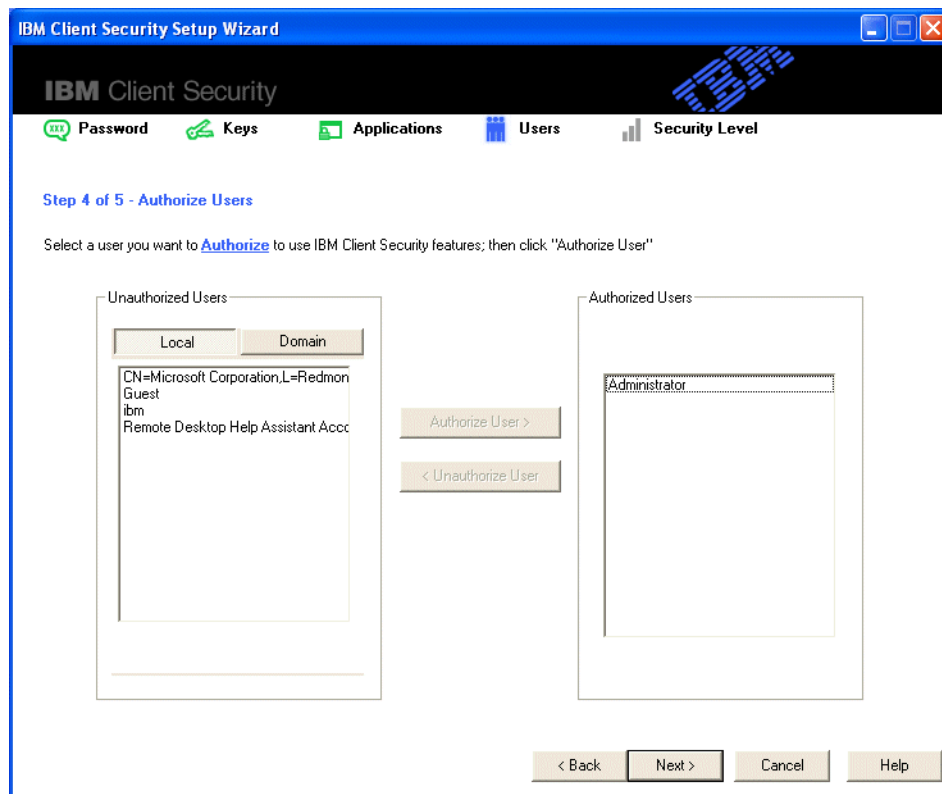 IBM Client Security Setup Wizard
IBM Client Security
IBM
xxx Password Keys Applications Users Security Level
Step 4 of 5 - Authorize Users
Select a user you want to Authorize to use IBM Client Security features; then click "Authorize User"
Unauthorized Users
Local Domain
CN=Microsoft Corporation,L=Redmon
Guest
ibm
Remote Desktop Help Assistant Acco
Authorize User >
< Unauthorize User
Authorized Users
Administrator
< Back Next > Cancel Help